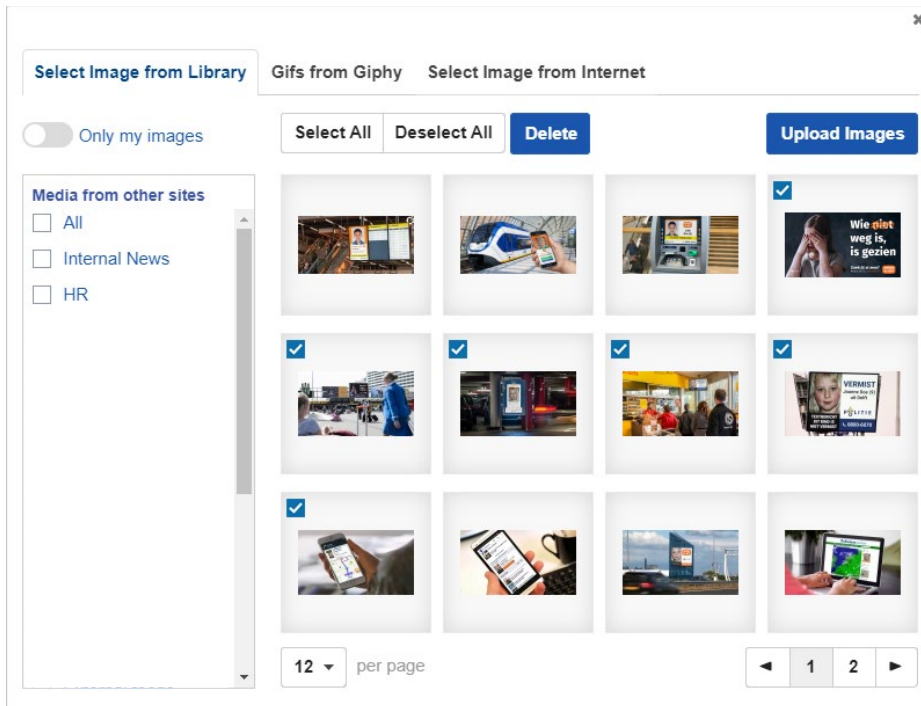 Select Image from Library
Gifs from Giphy
Select Image from Internet
Only my images
Select All
Deselect All
Delete
Upload Images
Media from other sites
All
Internal News
HR
Wie niet
weg is,
is gezien
VERMIST
POLITIE
12
per page
1
2